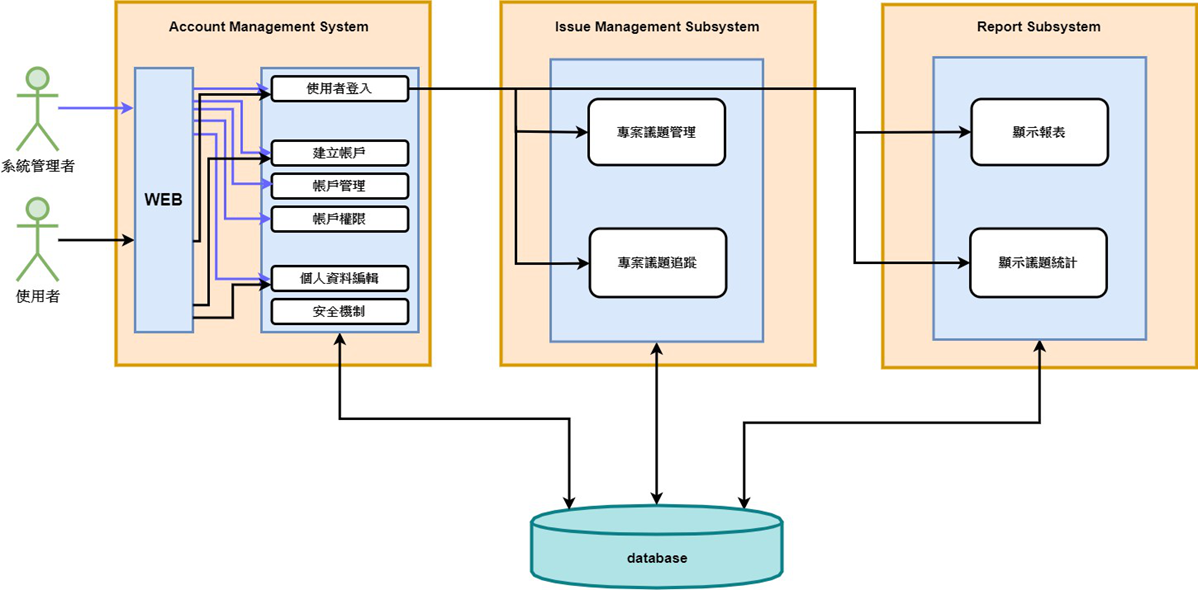 Account Management System
Issue Management Subsystem
Report Subsystem
系統管理者
使用者
WEB
使用者登入
建立帳戶
帳戶管理
帳戶權限
個人資料編輯
安全機制
專案議題管理
專案議題追蹤
顯示報表
顯示議題統計
database